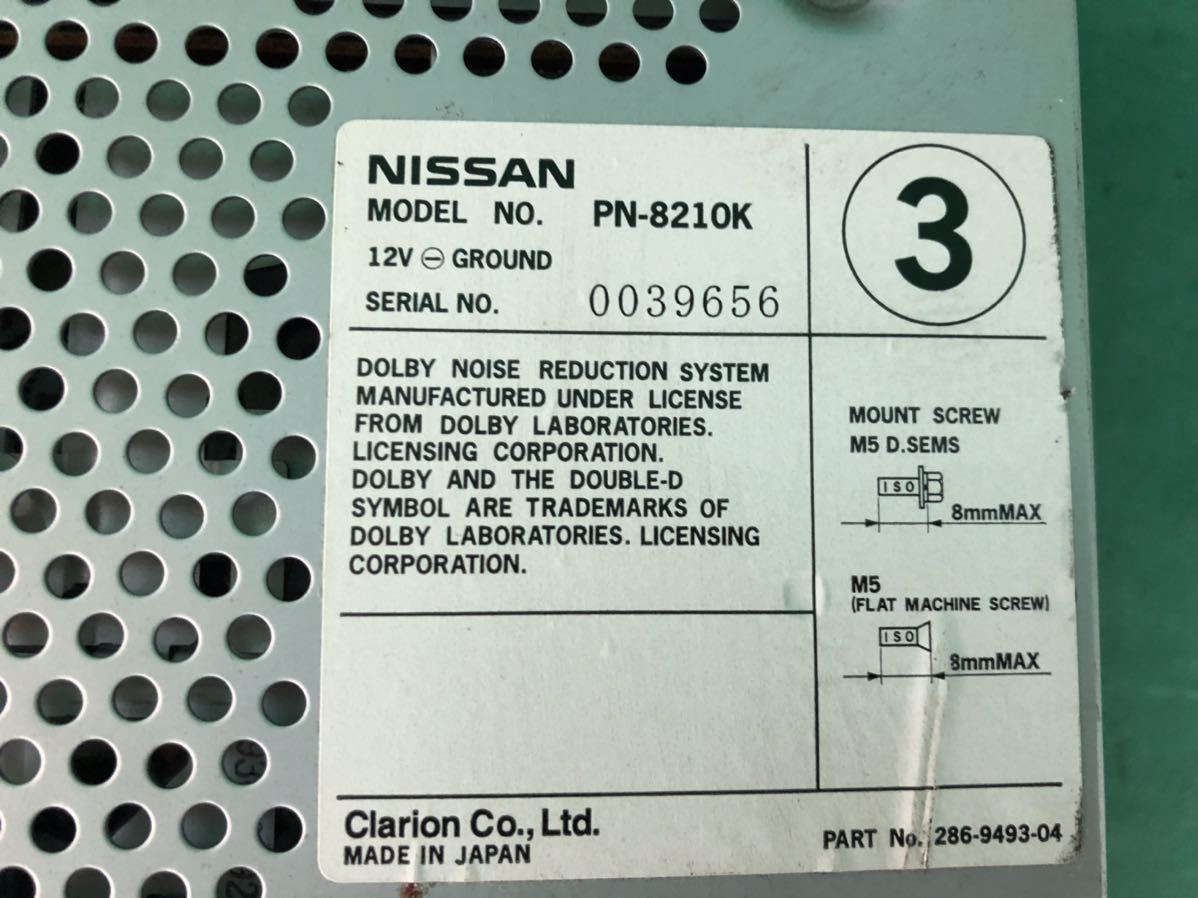 NISSAN
MODEL NO. PN-8210K
12V ⊖ GROUND
SERIAL NO. 0039656
3
DOLBY NOISE REDUCTION SYSTEM
MANUFACTURED UNDER LICENSE
FROM DOLBY LABORATORIES.
LICENSING CORPORATION.
DOLBY AND THE DOUBLE-D
SYMBOL ARE TRADEMARKS OF
DOLBY LABORATORIES. LICENSING
CORPORATION.
MOUNT SCREW
M5 D.SEMS
ISO
8mmMAX
M5
(FLAT MACHINE SCREW)
ISO
8mmMAX
Clarion Co., Ltd.
MADE IN JAPAN
PART No. 286-9493-04